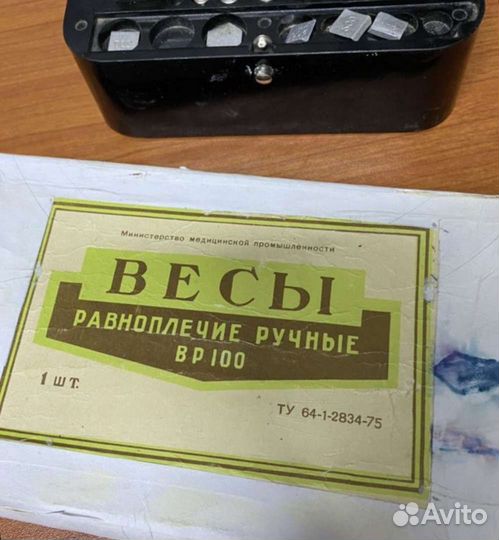 Министерство медицинской промышленности
ВЕСЫ
РАВНОПЛЕЧИЕ РУЧНЫЕ
ВР100
1 шт.
ТУ 64-1-2834-75
Avito